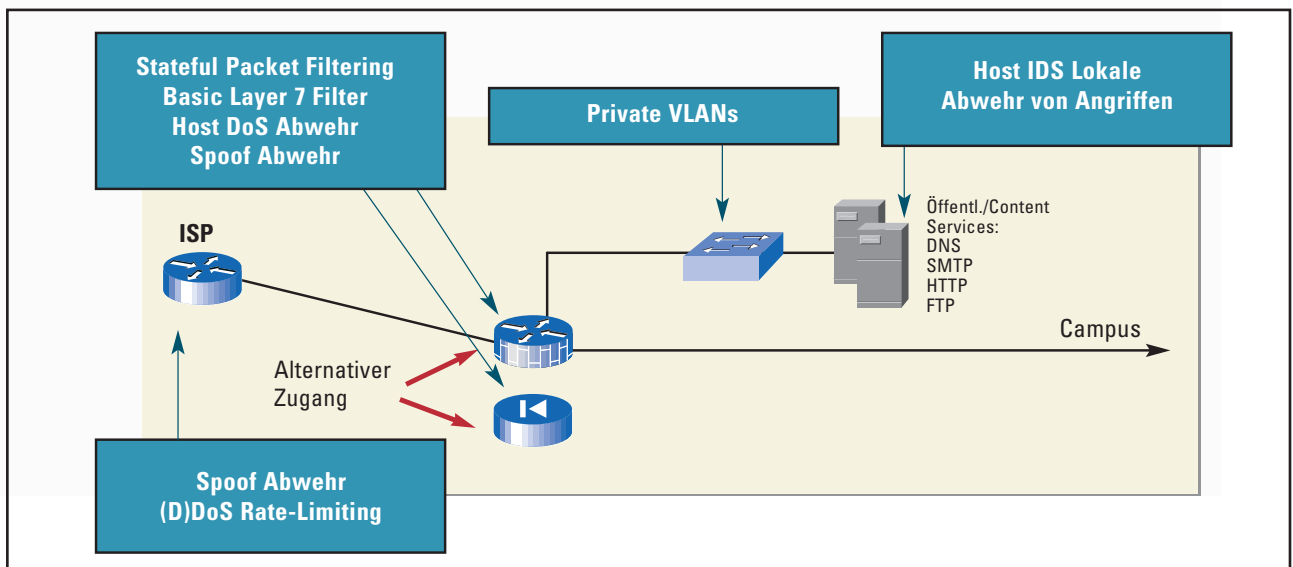 Stateful Packet Filtering
Basic Layer 7 Filter
Host DoS Abwehr
Spoof Abwehr
Private VLANs
Host IDS Lokale
Abwehr von Angriffen
ISP
Öffentl./Content
Services:
DNS
SMTP
HTTP
FTP
Campus
Alternativer
Zugang
Spoof Abwehr
(D)DoS Rate-Limiting